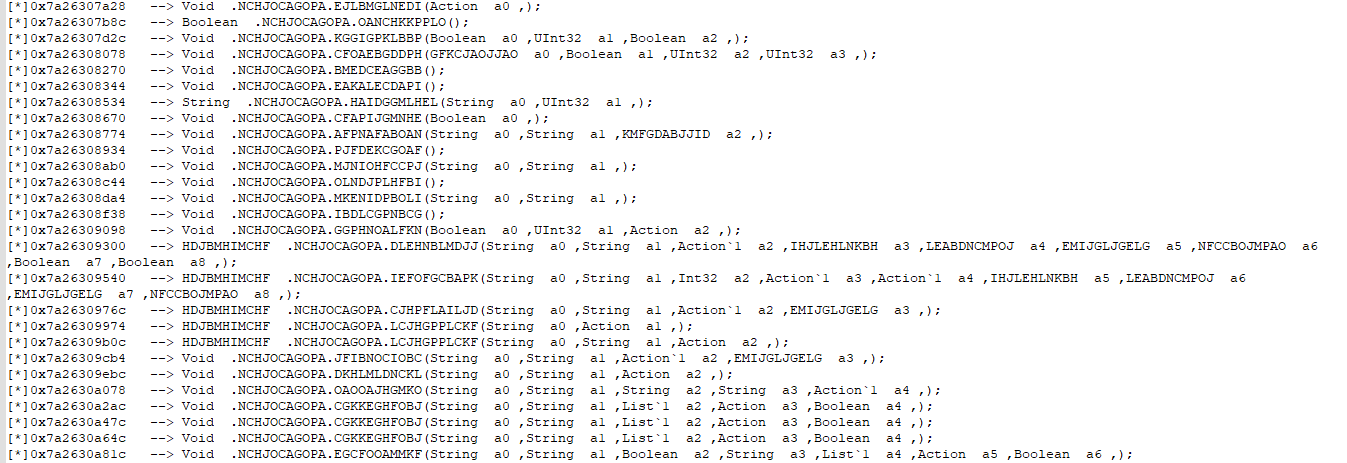 [*]0x7a26307a28 --> Void .NCHJOCAGOPA.EJLBMGLNEDI(Action a0 ,);
[*]0x7a26307b8c --> Boolean .NCHJOCAGOPA.OANCHKKPPLO();
[*]0x7a26307d2c --> Void .NCHJOCAGOPA.KGGIGPKLBBP(Boolean a0 ,UInt32 a1 ,Boolean a2 ,);
[*]0x7a26308078 --> Void .NCHJOCAGOPA.CFOAEBGDDPH(GFKCJAOJJAO a0 ,Boolean a1 ,UInt32 a2 ,UInt32 a3 ,);
[*]0x7a26308270 --> Void .NCHJOCAGOPA.BMEDCEAGGBB();
[*]0x7a26308344 --> Void .NCHJOCAGOPA.EAKALECDAPI();
[*]0x7a26308534 --> String .NCHJOCAGOPA.HAIDGGMLHEL(String a0 ,UInt32 a1 ,);
[*]0x7a26308670 --> Void .NCHJOCAGOPA.CFAPIJGMNHE(Boolean a0 ,);
[*]0x7a26308774 --> Void .NCHJOCAGOPA.AFPNAFABOAN(String a0 ,String a1 ,KMFGDABJJID a2 ,);
[*]0x7a26308934 --> Void .NCHJOCAGOPA.PJFDEKCGOAF();
[*]0x7a26308ab0 --> Void .NCHJOCAGOPA.MJNIOHFCCPJ(String a0 ,String a1 ,);
[*]0x7a26308c44 --> Void .NCHJOCAGOPA.OLNDJPLHFBI();
[*]0x7a26308da4 --> Void .NCHJOCAGOPA.MKENIDPBOLI(String a0 ,String a1 ,);
[*]0x7a26308f38 --> Void .NCHJOCAGOPA.IBDLCGPNBCG();
[*]0x7a26309098 --> Void .NCHJOCAGOPA.GGPHNOALFKN(Boolean a0 ,UInt32 a1 ,Action a2 ,);
[*]0x7a26309300 --> HDJBMHIMCHF .NCHJOCAGOPA.DLEHNBLMDJJ(String a0 ,String a1 ,Action`1 a2 ,IHJLEHLNKBH a3 ,LEABDNCMPOJ a4 ,EMIJGLJGELG a5 ,NFCCBOJMPAO a6
,Boolean a7 ,Boolean a8 ,);
[*]0x7a26309540 --> HDJBMHIMCHF .NCHJOCAGOPA.IEFOFGCBAPK(String a0 ,String a1 ,Int32 a2 ,Action`1 a3 ,Action`1 a4 ,IHJLEHLNKBH a5 ,LEABDNCMPOJ a6
,EMIJGLJGELG a7 ,NFCCBOJMPAO a8 ,);
[*]0x7a2630976c --> HDJBMHIMCHF .NCHJOCAGOPA.CJHPFLAILJD(String a0 ,String a1 ,Action`1 a2 ,EMIJGLJGELG a3 ,);
[*]0x7a26309974 --> HDJBMHIMCHF .NCHJOCAGOPA.LCJHGPPLCKF(String a0 ,Action a1 ,);
[*]0x7a26309b0c --> HDJBMHIMCHF .NCHJOCAGOPA.LCJHGPPLCKF(String a0 ,String a1 ,Action a2 ,);
[*]0x7a26309cb4 --> Void .NCHJOCAGOPA.JFIBNOCIOBC(String a0 ,String a1 ,Action`1 a2 ,EMIJGLJGELG a3 ,);
[*]0x7a26309ebc --> Void .NCHJOCAGOPA.DKHLMLDNCKL(String a0 ,String a1 ,Action a2 ,);
[*]0x7a2630a078 --> Void .NCHJOCAGOPA.OAOOAJHGMKO(String a0 ,String a1 ,String a2 ,String a3 ,Action`1 a4 ,);
[*]0x7a2630a2ac --> Void .NCHJOCAGOPA.CGKKEGHFOBJ(String a0 ,String a1 ,List`1 a2 ,Action a3 ,Boolean a4 ,);
[*]0x7a2630a47c --> Void .NCHJOCAGOPA.CGKKEGHFOBJ(String a0 ,String a1 ,List`1 a2 ,Action a3 ,Boolean a4 ,);
[*]0x7a2630a64c --> Void .NCHJOCAGOPA.CGKKEGHFOBJ(String a0 ,String a1 ,List`1 a2 ,Action a3 ,Boolean a4 ,);
[*]0x7a2630a81c --> Void .NCHJOCAGOPA.EGCFOOAMMKF(String a0 ,String a1 ,Boolean a2 ,String a3 ,List`1 a4 ,Action a5 ,Boolean a6 ,);